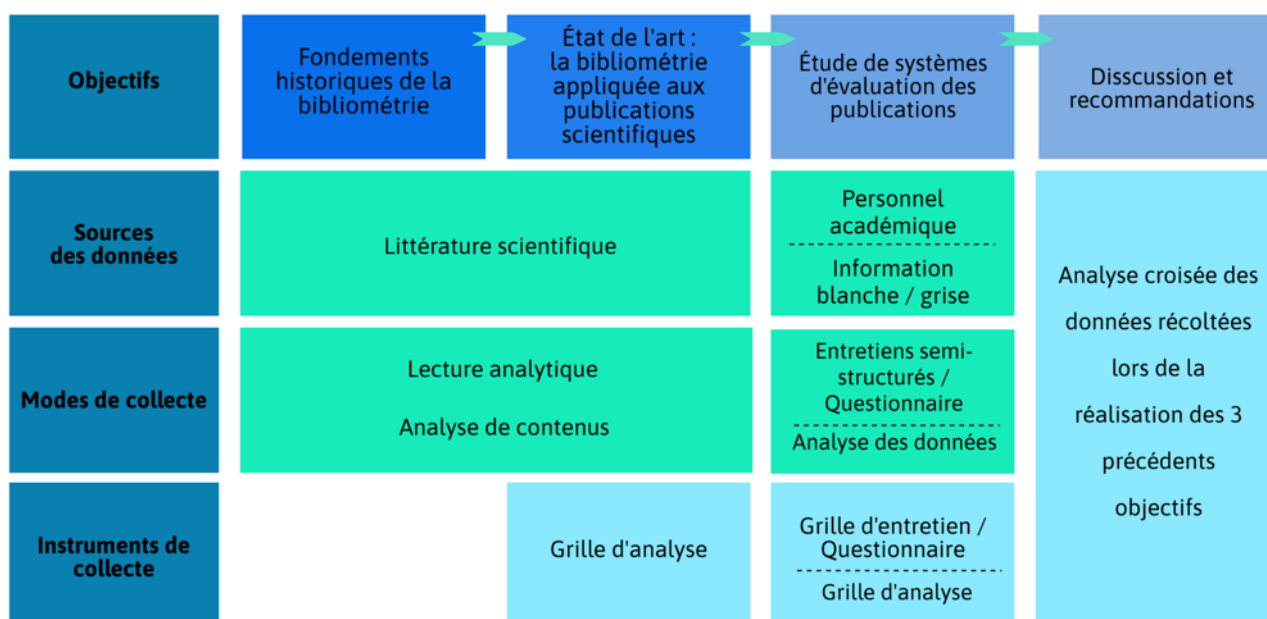 Objectifs
Fondements
historiques de la
bibliométrie
État de l'art :
la bibliométrie
appliquée aux
publications
scientifiques
Étude de systèmes
d'évaluation des
publications
Disscussion et
recommandations
Sources
des données
Littérature scientifique
Personnel
académique
Information
blanche / grise
Analyse croisée des
données récoltées
lors de la
réalisation des 3
précédents
objectifs
Modes de collecte
Lecture analytique
Analyse de contenus
Entretiens semi-
structurés /
Questionnaire
Analyse des données
Instruments de
collecte
Grille d'analyse
Grille d'entretien /
Questionnaire
Grille d'analyse